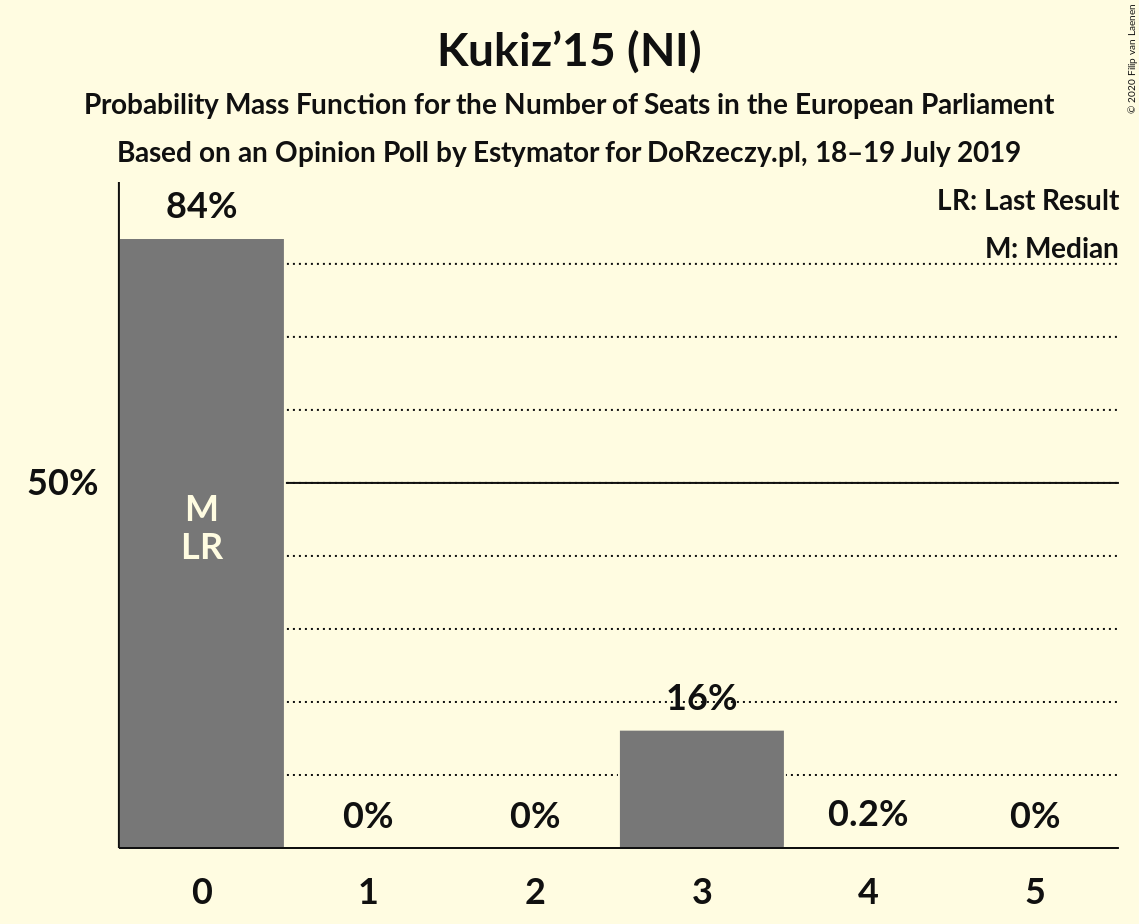 Kukiz’15 (NI)
Probability Mass Function for the Number of Seats in the European Parliament
Based on an Opinion Poll by Estymator for DoRzeczy.pl, 18–19 July 2019
© 2020 Filip van Laenen
LR: Last Result
M: Median
84%
50%
M
LR
16%
0%
0%
0.2%
0%
0
1
2
3
4
5